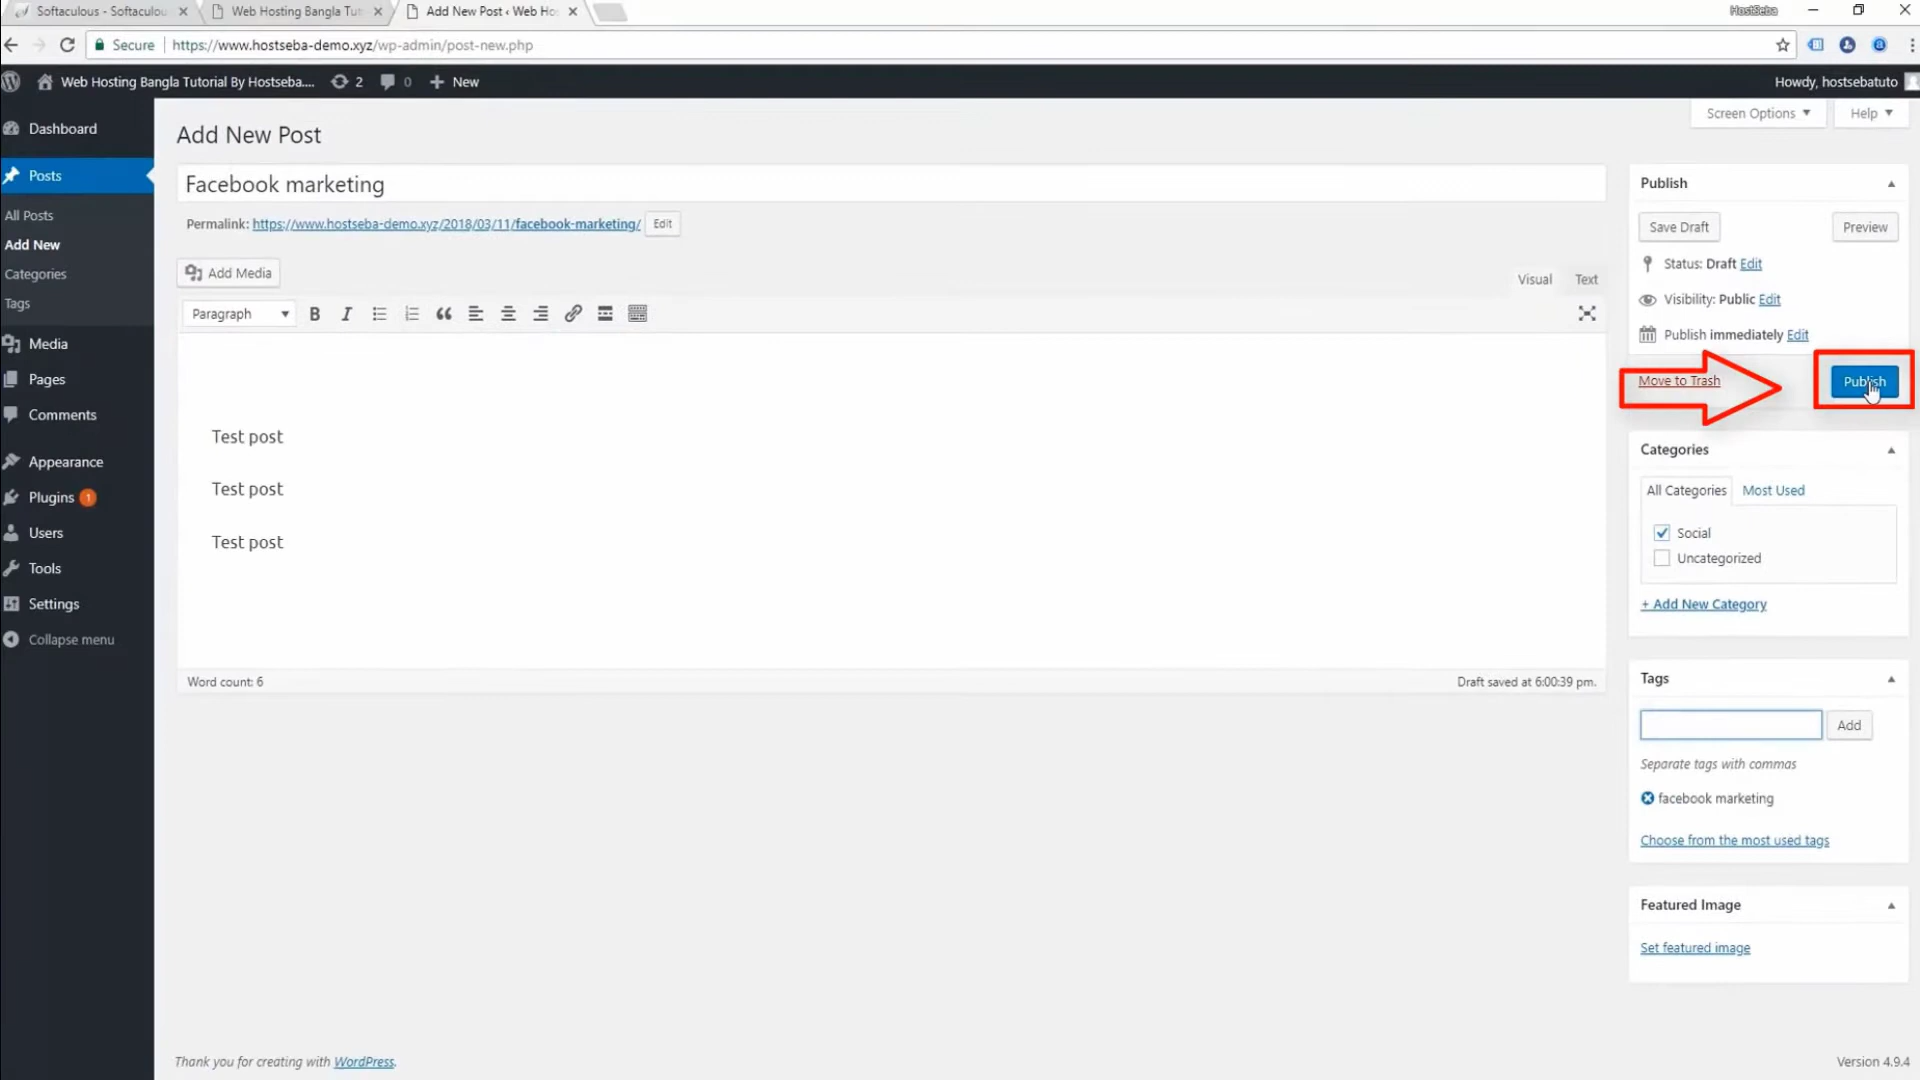 Softaculous - Softaculou
Web Hosting Bangla Tut
Add New Post ‹ Web Ho
HostSeba
Secure
https://www.hostseba-demo.xyz/wp-admin/post-new.php
Web Hosting Bangla Tutorial By Hostseba....
2
0
New
Howdy, hostsebatuto
Screen Options
Help
Dashboard
Posts
All Posts
Add New
Categories
Tags
Media
Pages
Comments
Appearance
Plugins 1
Users
Tools
Settings
Collapse menu
Add New Post
Facebook marketing
Permalink: https://www.hostseba-demo.xyz/2018/03/11/facebook-marketing/ Edit
Add Media
Visual Text
Paragraph
B I
Test post
Test post
Test post
Word count: 6
Draft saved at 6:00:39 pm.
Publish
Save Draft
Preview
Status: Draft Edit
Visibility: Public Edit
Publish immediately Edit
Move to Trash
Publish
Categories
All Categories
Most Used
Social
Uncategorized
+ Add New Category
Tags
Add
Separate tags with commas
facebook marketing
Choose from the most used tags
Featured Image
Set featured image
Thank you for creating with WordPress.
Version 4.9.4